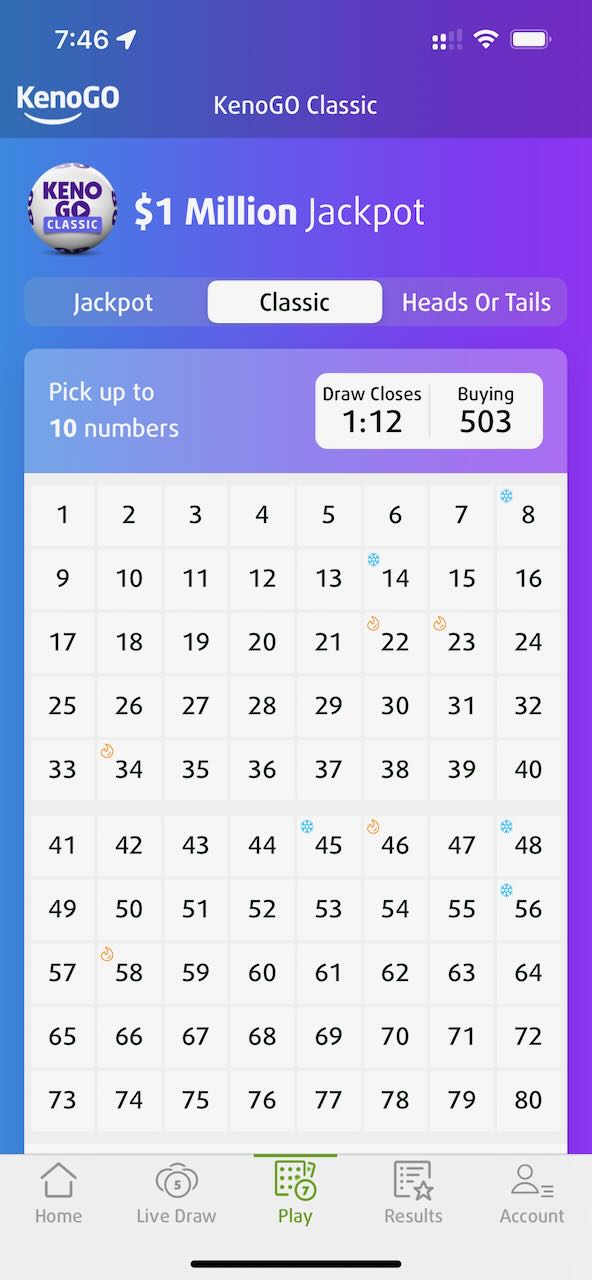 7:46
KenoGO
KenoGO Classic
KENO
GO
CLASSIC
$1 Million Jackpot
Jackpot Classic Heads Or Tails
Pick up to
10 numbers
Draw Closes Buying
1:12 503
1 2 3 4 5 6 7 8
9 10 11 12 13 14 15 16
17 18 19 20 21 22 23 24
25 26 27 28 29 30 31 32
33 34 35 36 37 38 39 40
41 42 43 44 45 46 47 48
49 50 51 52 53 54 55 56
57 58 59 60 61 62 63 64
65 66 67 68 69 70 71 72
73 74 75 76 77 78 79 80
5 7
Home Live Draw Play Results Account